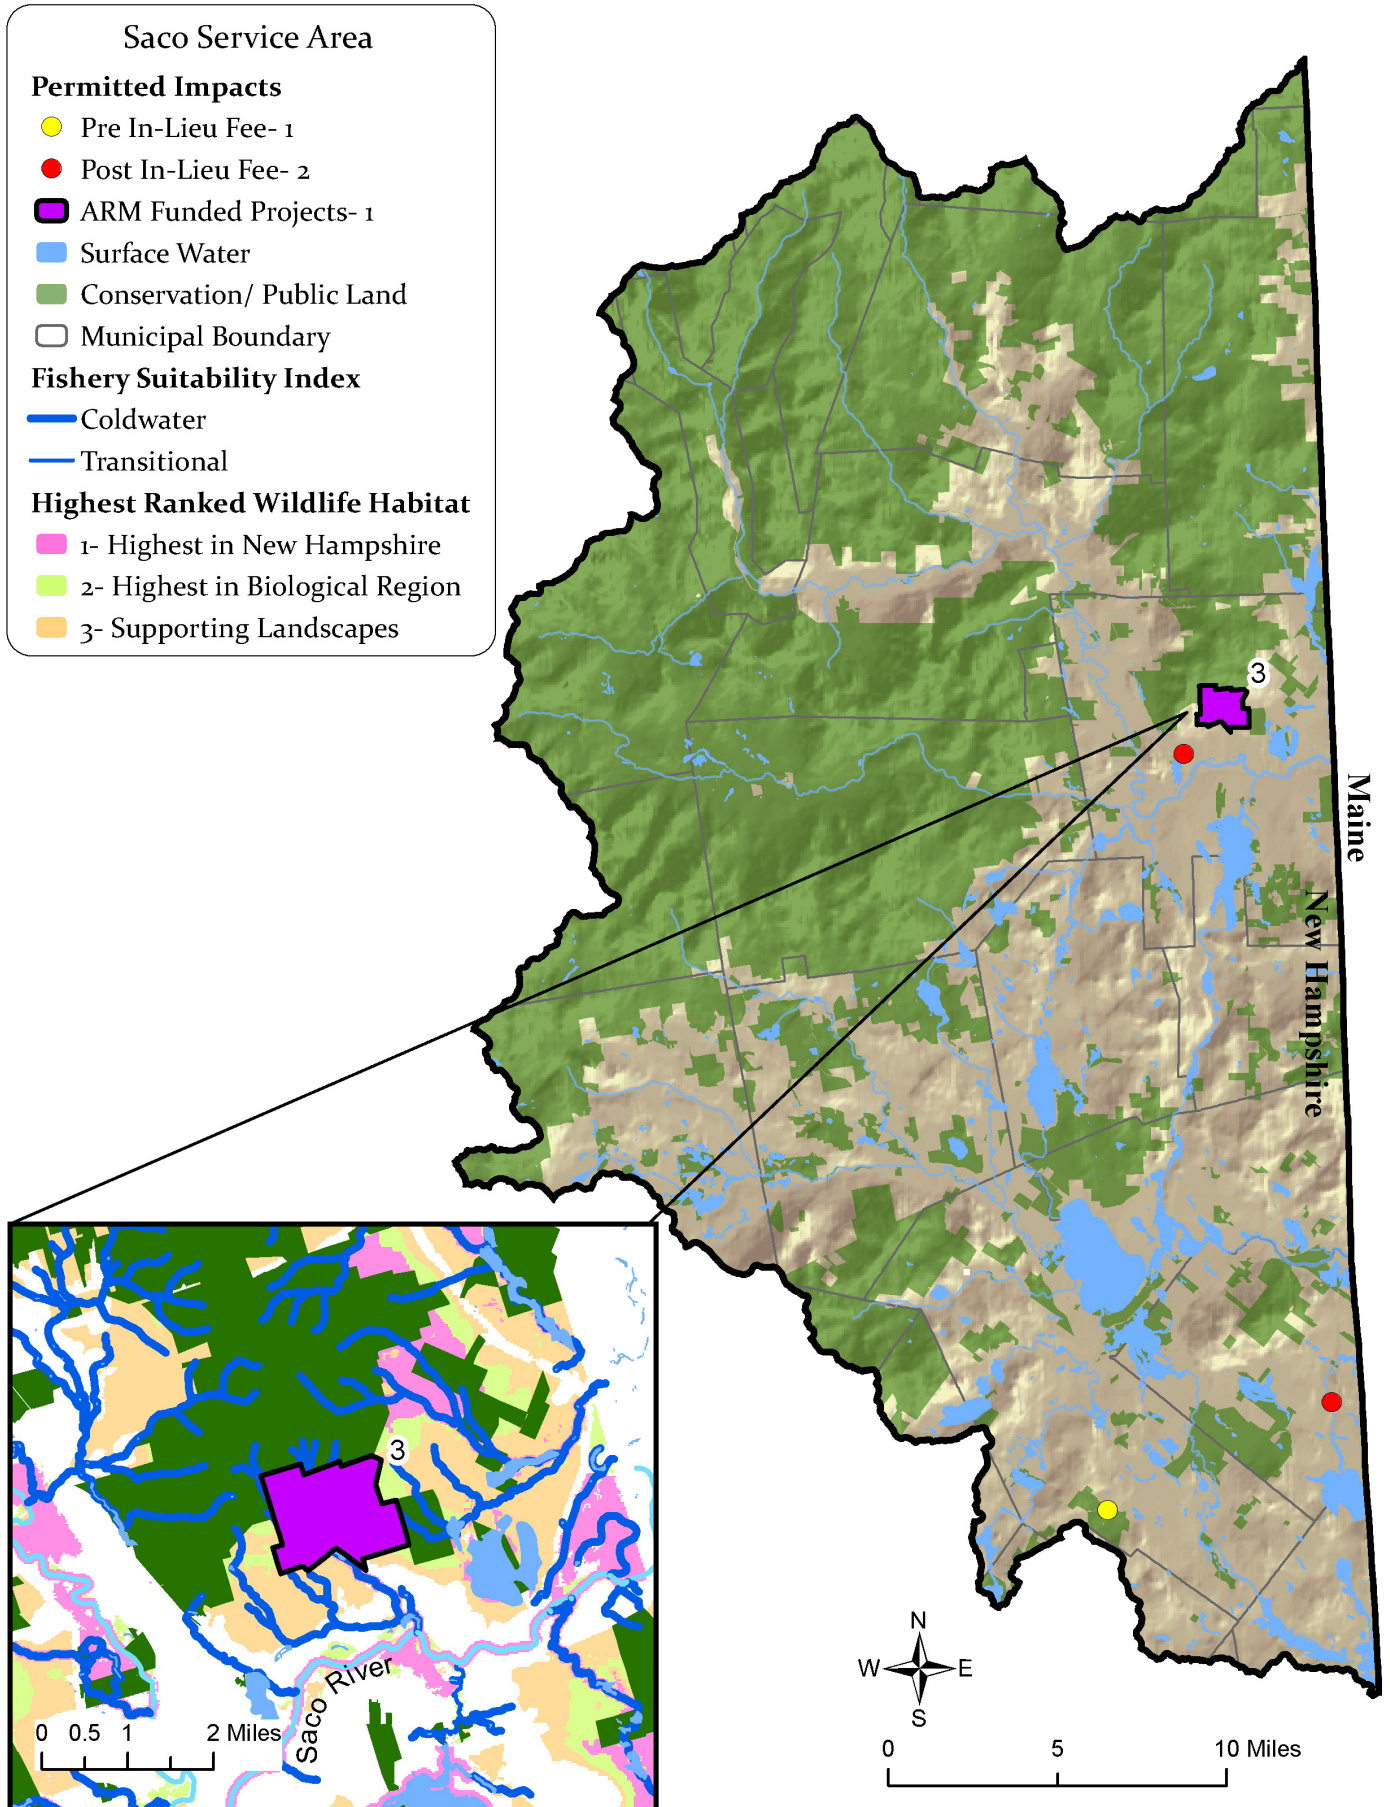 Saco Service Area
Permitted Impacts
Pre In-Lieu Fee- 1
Post In-Lieu Fee- 2
ARM Funded Projects- 1
Surface Water
Conservation/ Public Land
Municipal Boundary
Fishery Suitability Index
Coldwater
Transitional
Highest Ranked Wildlife Habitat
1- Highest in New Hampshire
2- Highest in Biological Region
3- Supporting Landscapes
3
Maine
New Hampshire
3
Saco River
0 0.5 1 2 Miles
N
W E
S
0 5 10 Miles